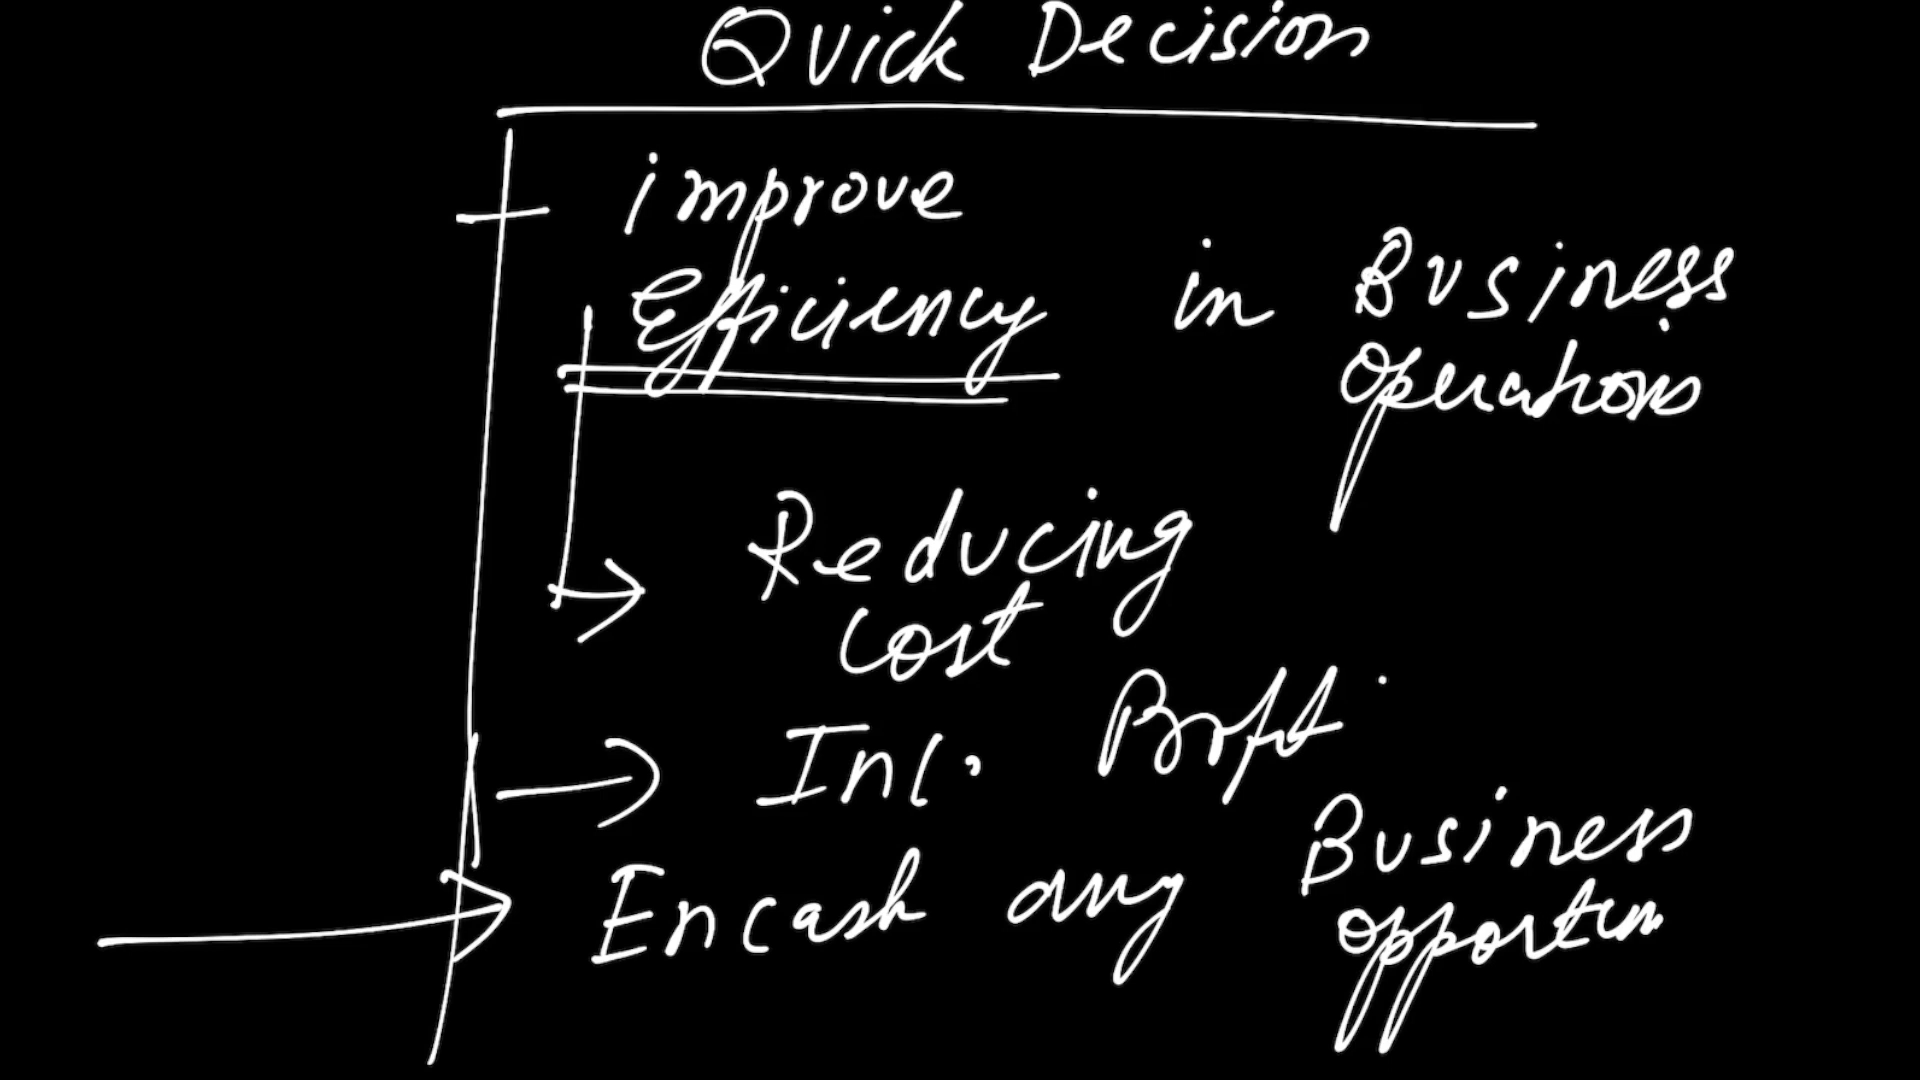 Quick Decision
improve
Efficiency in Business
operations
Reducing
cost
Inc. Profit
Encash any Business
opportun